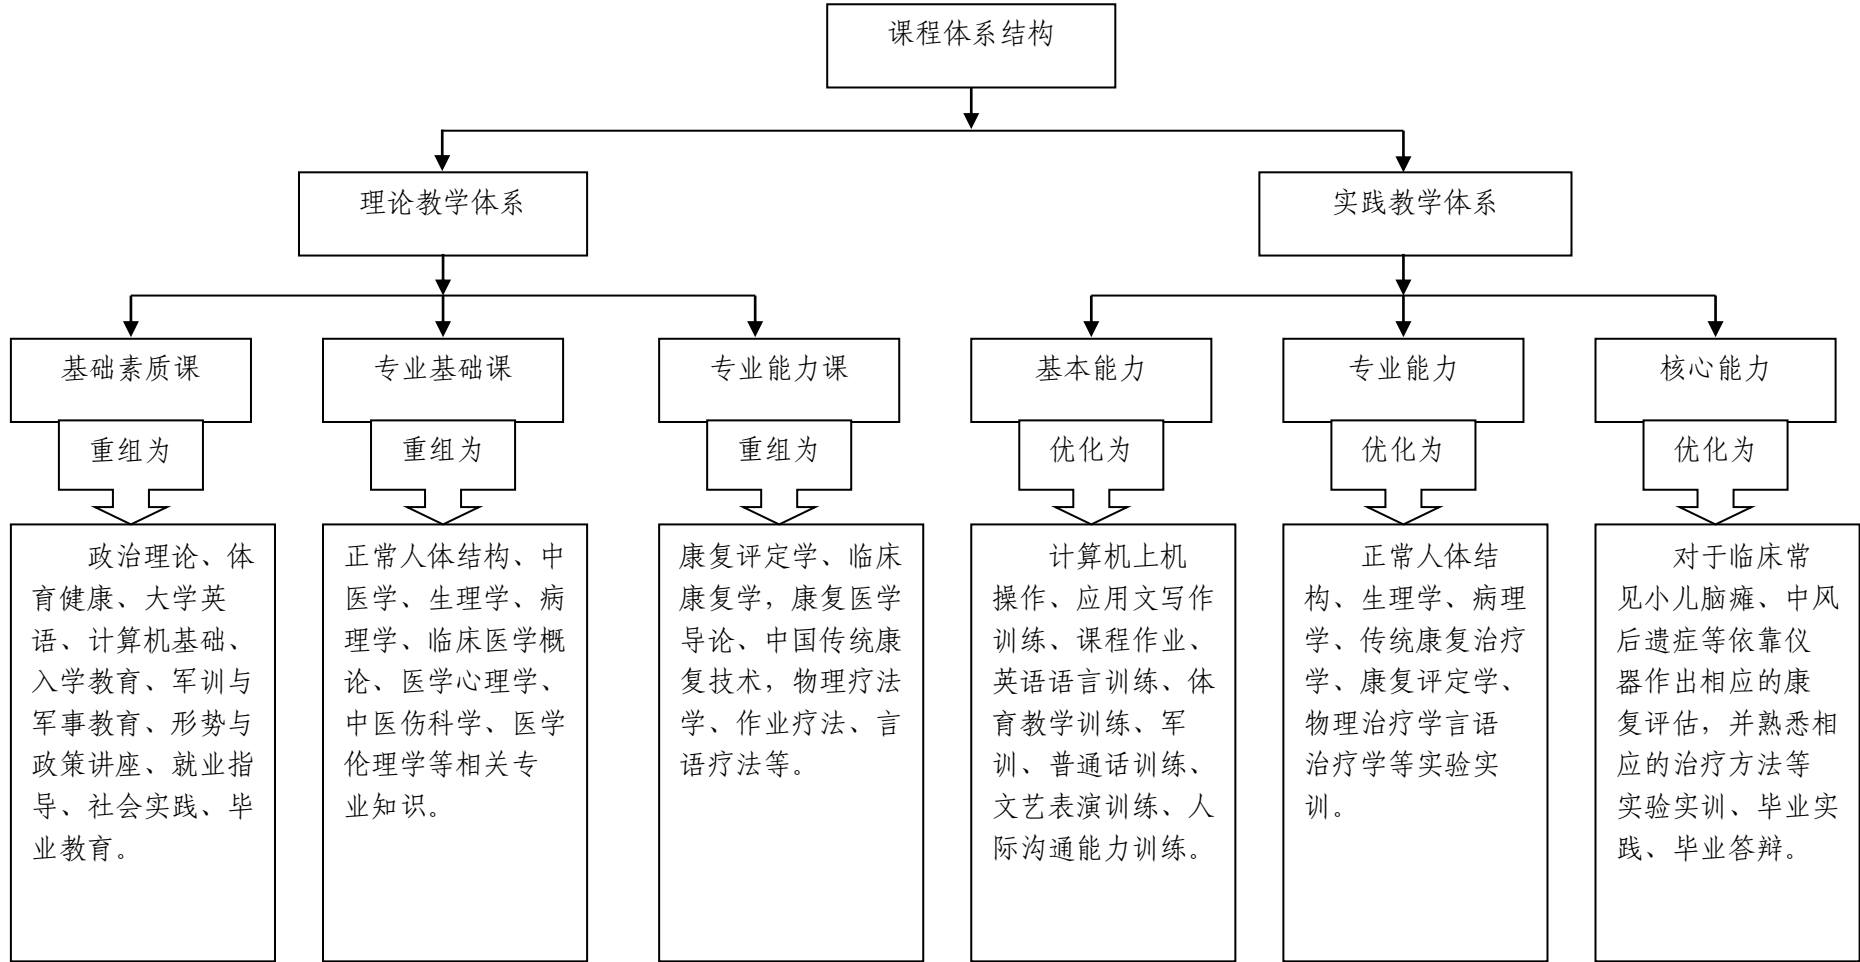 课程体系结构
理论教学体系
实践教学体系
基础素质课
专业基础课
专业能力课
基本能力
专业能力
核心能力
重组为
重组为
重组为
优化为
优化为
优化为
政治理论、体
育健康、大学英
语、计算机基础、
入学教育、军训与
军事教育、形势与
政策讲座、就业指
导、社会实践、毕
业教育。
正常人体结构、中
医学、生理学、病
理学、临床医学概
论、医学心理学、
中医伤科学、医学
伦理学等相关专
业知识。
康复评定学、临床
康复学，康复医学
导论、中国传统康
复技术，物理疗法
学、作业疗法、言
语疗法等。
计算机上机
操作、应用文写作
训练、课程作业、
英语语言训练、体
育教学训练、军
训、普通话训练、
文艺表演训练、人
际沟通能力训练。
正常人体结
构、生理学、病理
学、传统康复治疗
学、康复评定学、
物理治疗学言语
治疗学等实验实
训。
对于临床常
见小儿脑瘫、中风
后遗症等依靠仪
器作出相应的康
复评估，并熟悉相
应的治疗方法等
实验实训、毕业实
践、毕业答辩。